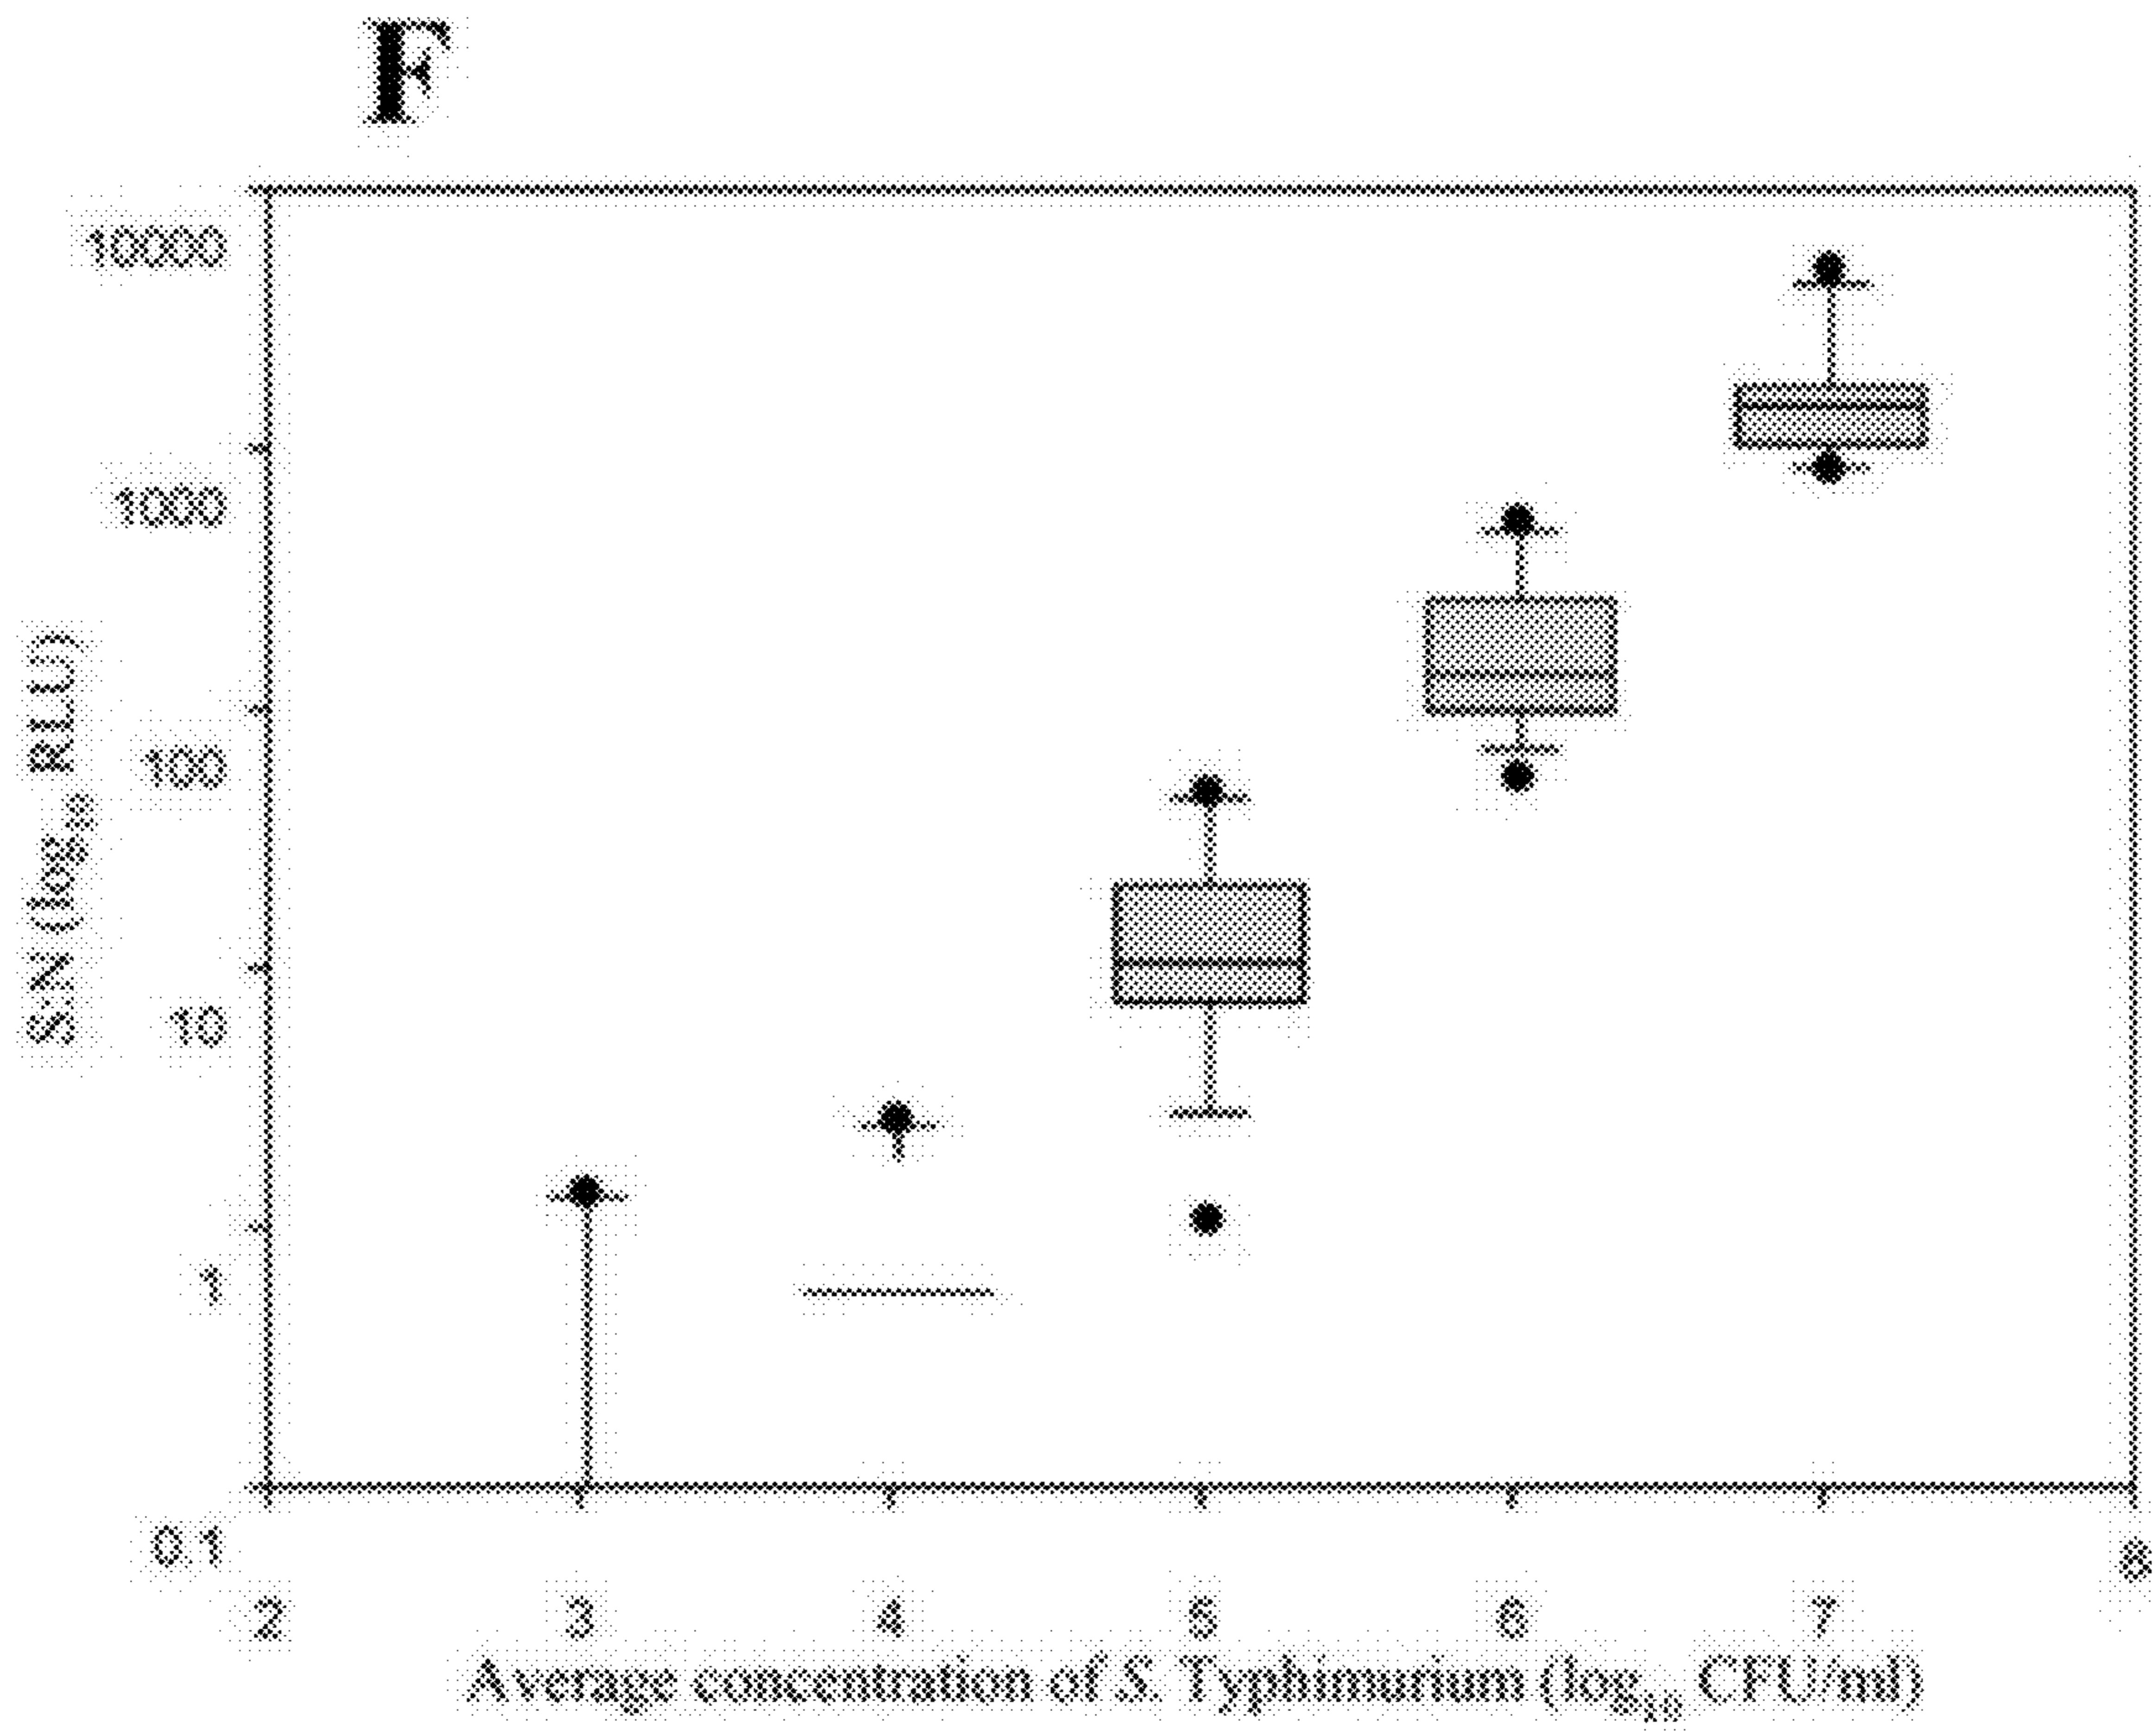 F
10000
1000
100
10
1
0.1
S:N (log₁₀ RLU)
2 3 4 5 6 7 8
Average concentration of S. Typhimurium (log₁₀ CFU/ml)